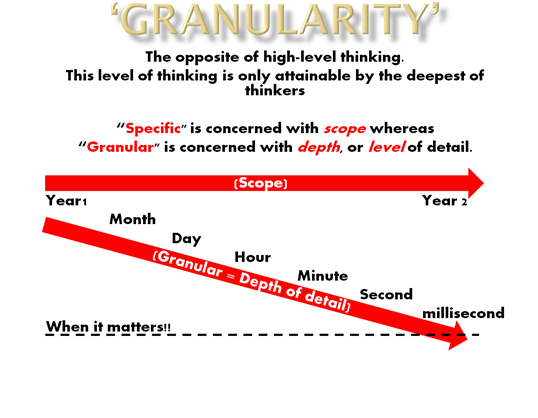 ‘GRANULARITY’
The opposite of high-level thinking.
This level of thinking is only attainable by the deepest of
thinkers
“Specific” is concerned with scope whereas
“Granular” is concerned with depth, or level of detail.
(Scope)
Year1 Year 2
Month
Day
Hour
(Granular = Depth of detail)
Minute
Second
millisecond
When it matters!!